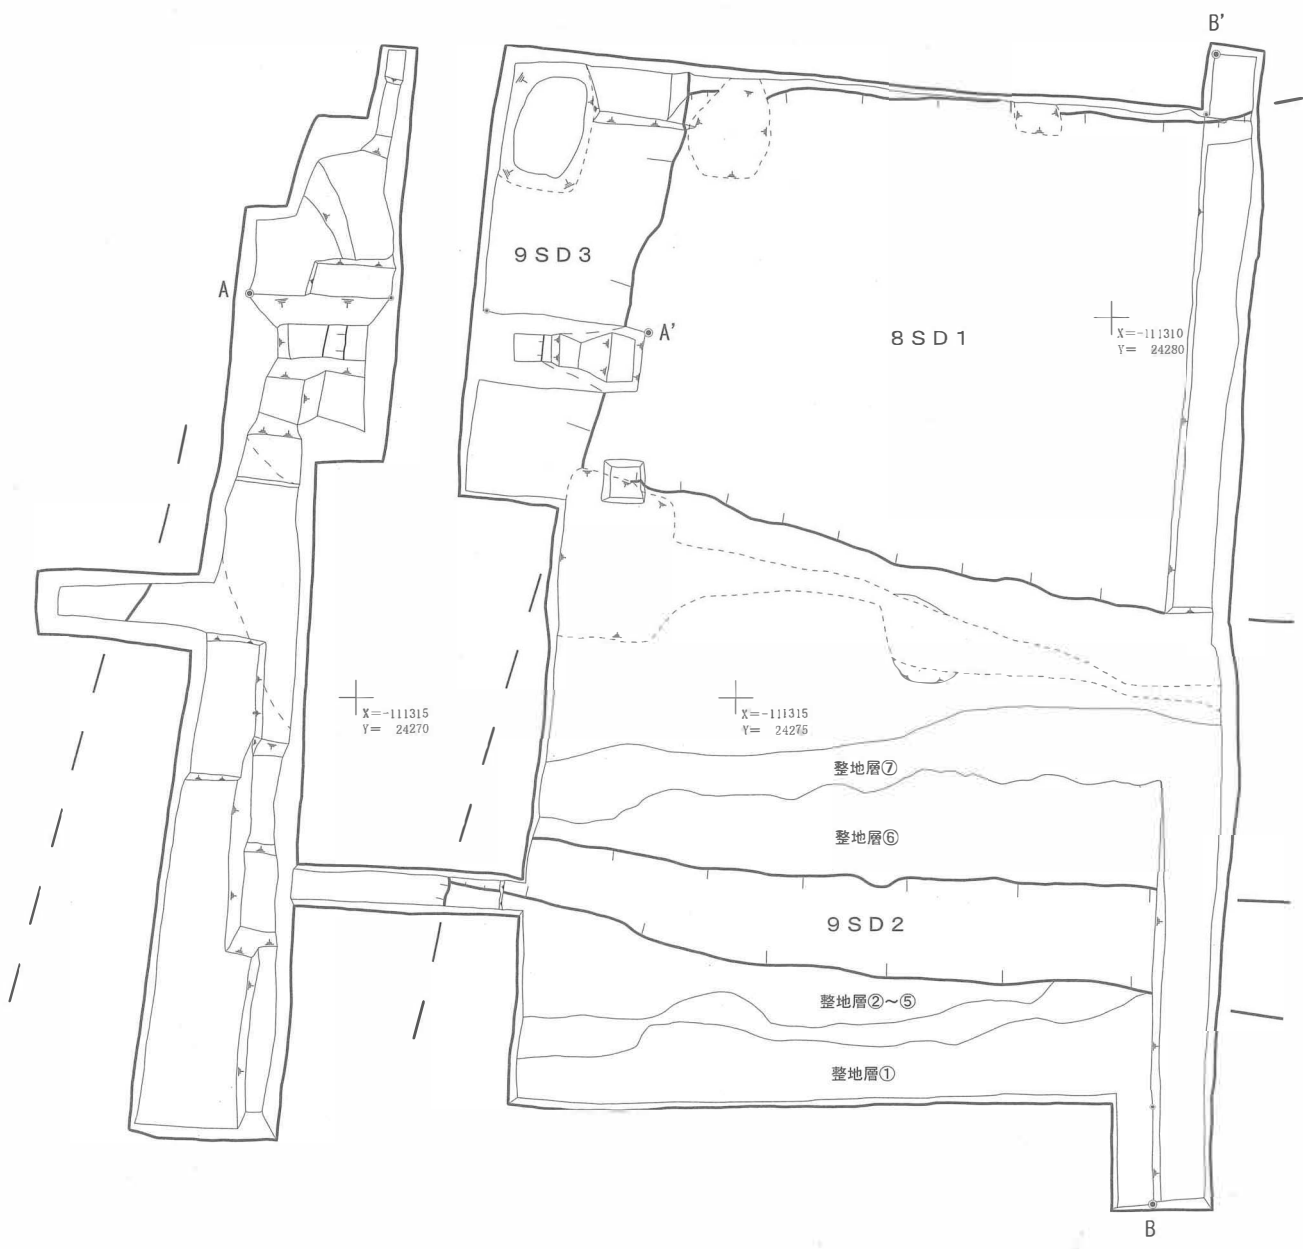 B'
9SD3
A
A'
8SD1
X=-111310
Y= 24280
X=-111315
Y= 24270
X=-111315
Y= 24275
整地層⑦
整地層⑥
9SD2
整地層②～⑤
整地層①
B